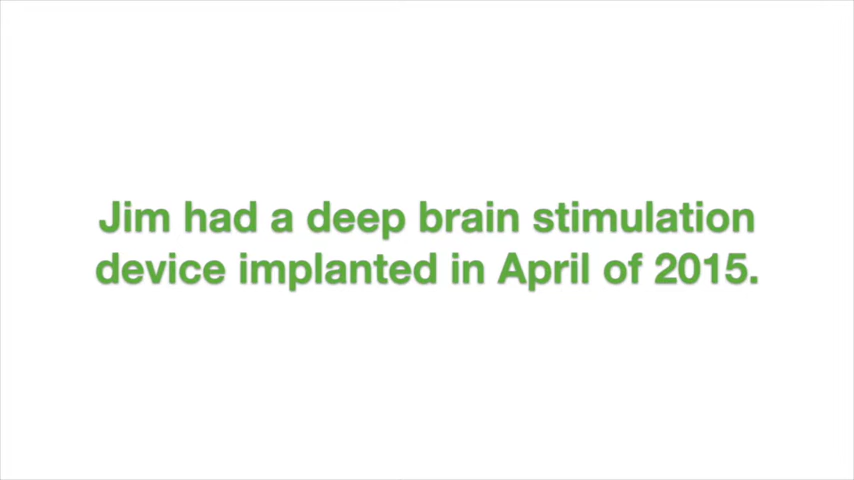 Jim had a deep brain stimulation
device implanted in April of 2015.